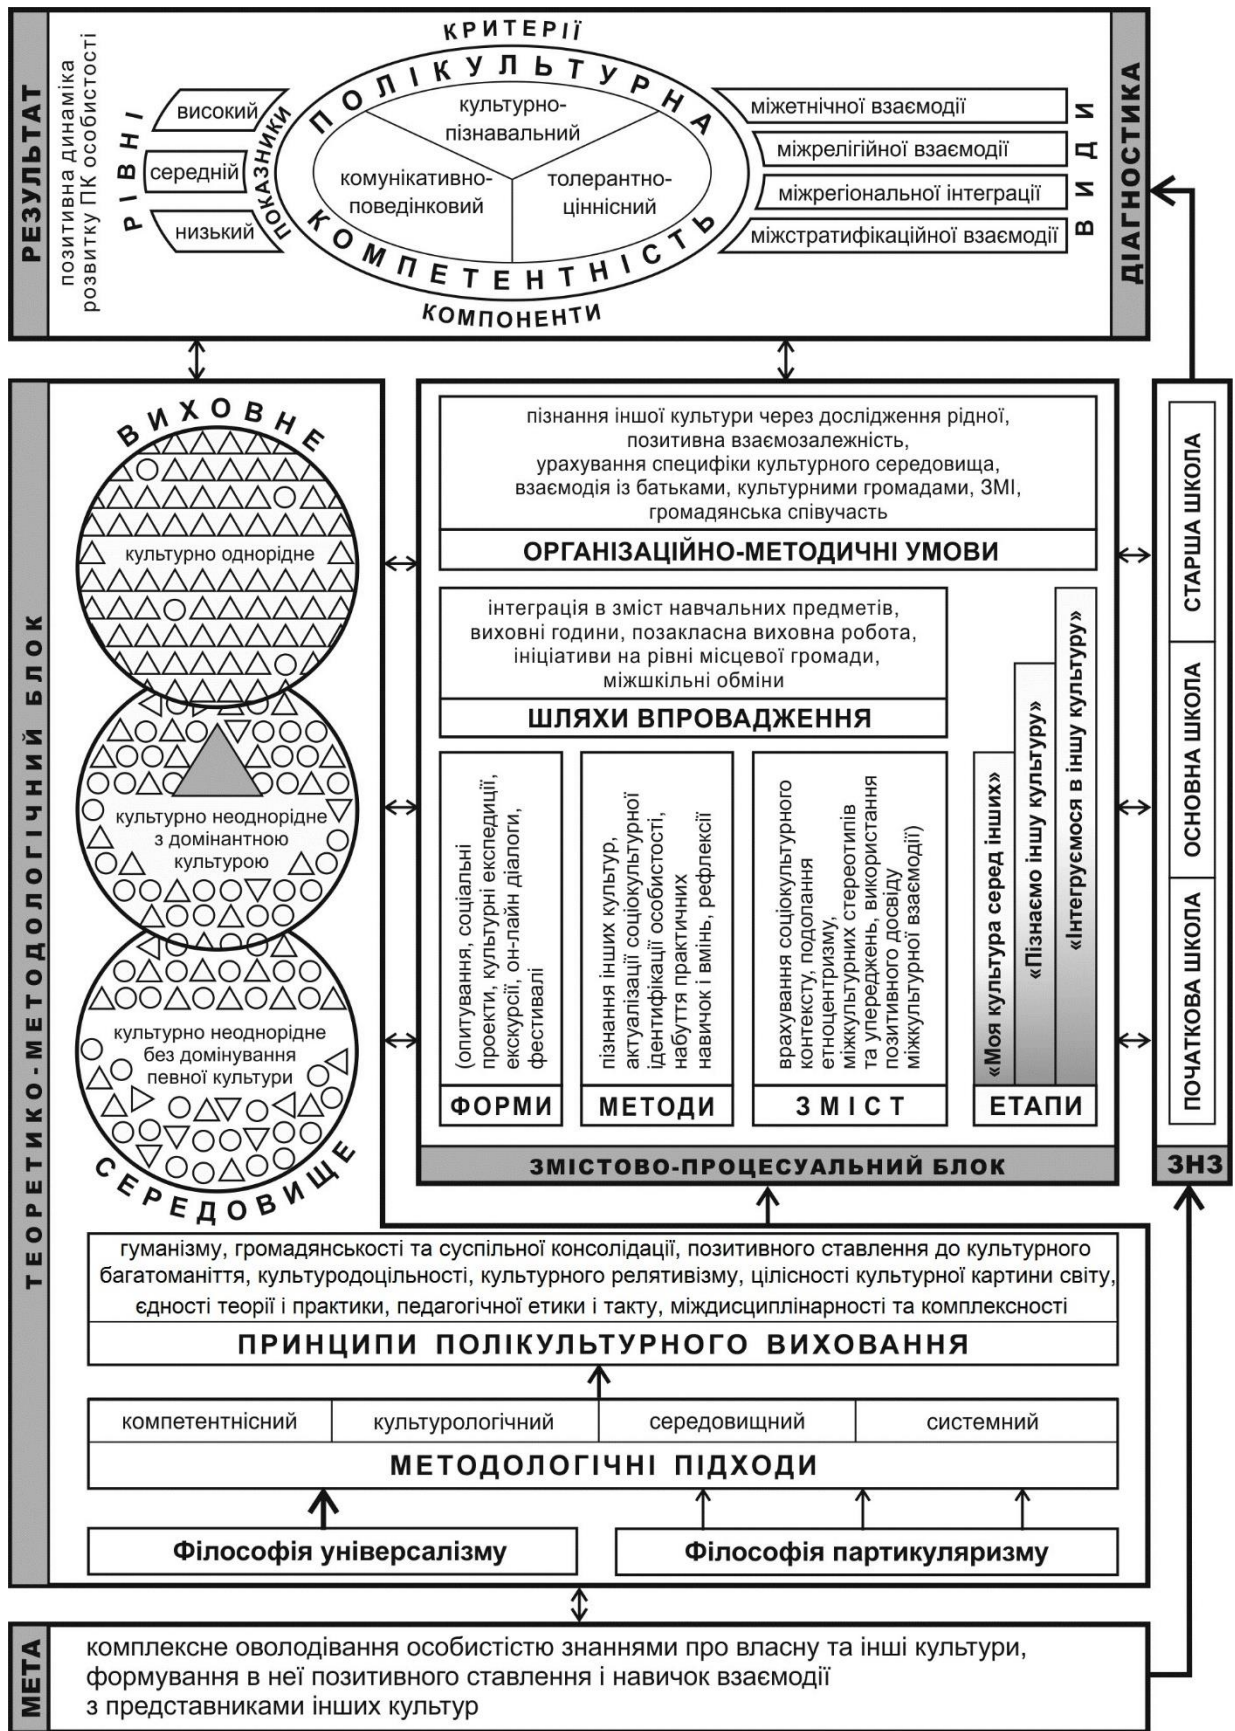 РЕЗУЛЬТАТ
позитивна динаміка
розвитку ПК особистості
РІВНІ
високий
середній
низький
ПОКАЗНИКИ
КРИТЕРІЇ
ПОЛІКУЛЬТУРНА
культурно-
пізнавальний
комунікативно-
поведінковий
толерантно-
ціннісний
КОМПЕТЕНТНІСТЬ
КОМПОНЕНТИ
міжетнічної взаємодії
міжрелігійної взаємодії
міжрегіональної інтеграції
міжстратифікаційної взаємодії
ВИДИ
ДІАГНОСТИКА
ТЕОРЕТИКО-МЕТОДОЛОГІЧНИЙ БЛОК
ВИХОВНЕ
культурно однорідне
культурно неоднорідне
з домінантною
культурою
культурно неоднорідне
без домінування
певної культури
СЕРЕДОВИЩЕ
пізнання іншої культури через дослідження рідної,
позитивна взаємозалежність,
урахування специфіки культурного середовища,
взаємодія із батьками, культурними громадами, ЗМІ,
громадянська співучасть
ОРГАНІЗАЦІЙНО-МЕТОДИЧНІ УМОВИ
інтеграція в зміст навчальних предметів,
виховні години, позакласна виховна робота,
ініціативи на рівні місцевої громади,
міжшкільні обміни
ШЛЯХИ ВПРОВАДЖЕННЯ
(опитування, соціальні
проекти, культурні експедиції,
екскурсії, он-лайн діалоги,
фестивалі
ФОРМИ
пізнання інших культур,
актуалізації соціокультурної
ідентифікації особистості,
набуття практичних
навичок і вмінь, рефлексії
МЕТОДИ
врахування соціокультурного
контексту, подолання
етноцентризму,
міжкультурних стереотипів
та упереджень, використання
позитивного досвіду
міжкультурної взаємодії)
ЗМІСТ
«Моя культура серед інших»
«Пізнаємо іншу культуру»
«Інтегруємося в іншу культуру»
ЕТАПИ
ЗМІСТОВО-ПРОЦЕСУАЛЬНИЙ БЛОК
СТАРША ШКОЛА
ОСНОВНА ШКОЛА
ПОЧАТКОВА ШКОЛА
ЗНЗ
гуманізму, громадянськості та суспільної консолідації, позитивного ставлення до культурного
багатоманіття, культуродоцільності, культурного релятивізму, цілісності культурної картини світу,
єдності теорії і практики, педагогічної етики і такту, міждисциплінарності та комплексності
ПРИНЦИПИ ПОЛІКУЛЬТУРНОГО ВИХОВАННЯ
компетентнісний
культурологічний
середовищний
системний
МЕТОДОЛОГІЧНІ ПІДХОДИ
Філософія універсалізму
Філософія партикуляризму
МЕТА
комплексне оволодівання особистістю знаннями про власну та інші культури,
формування в неї позитивного ставлення і навичок взаємодії
з представниками інших культур